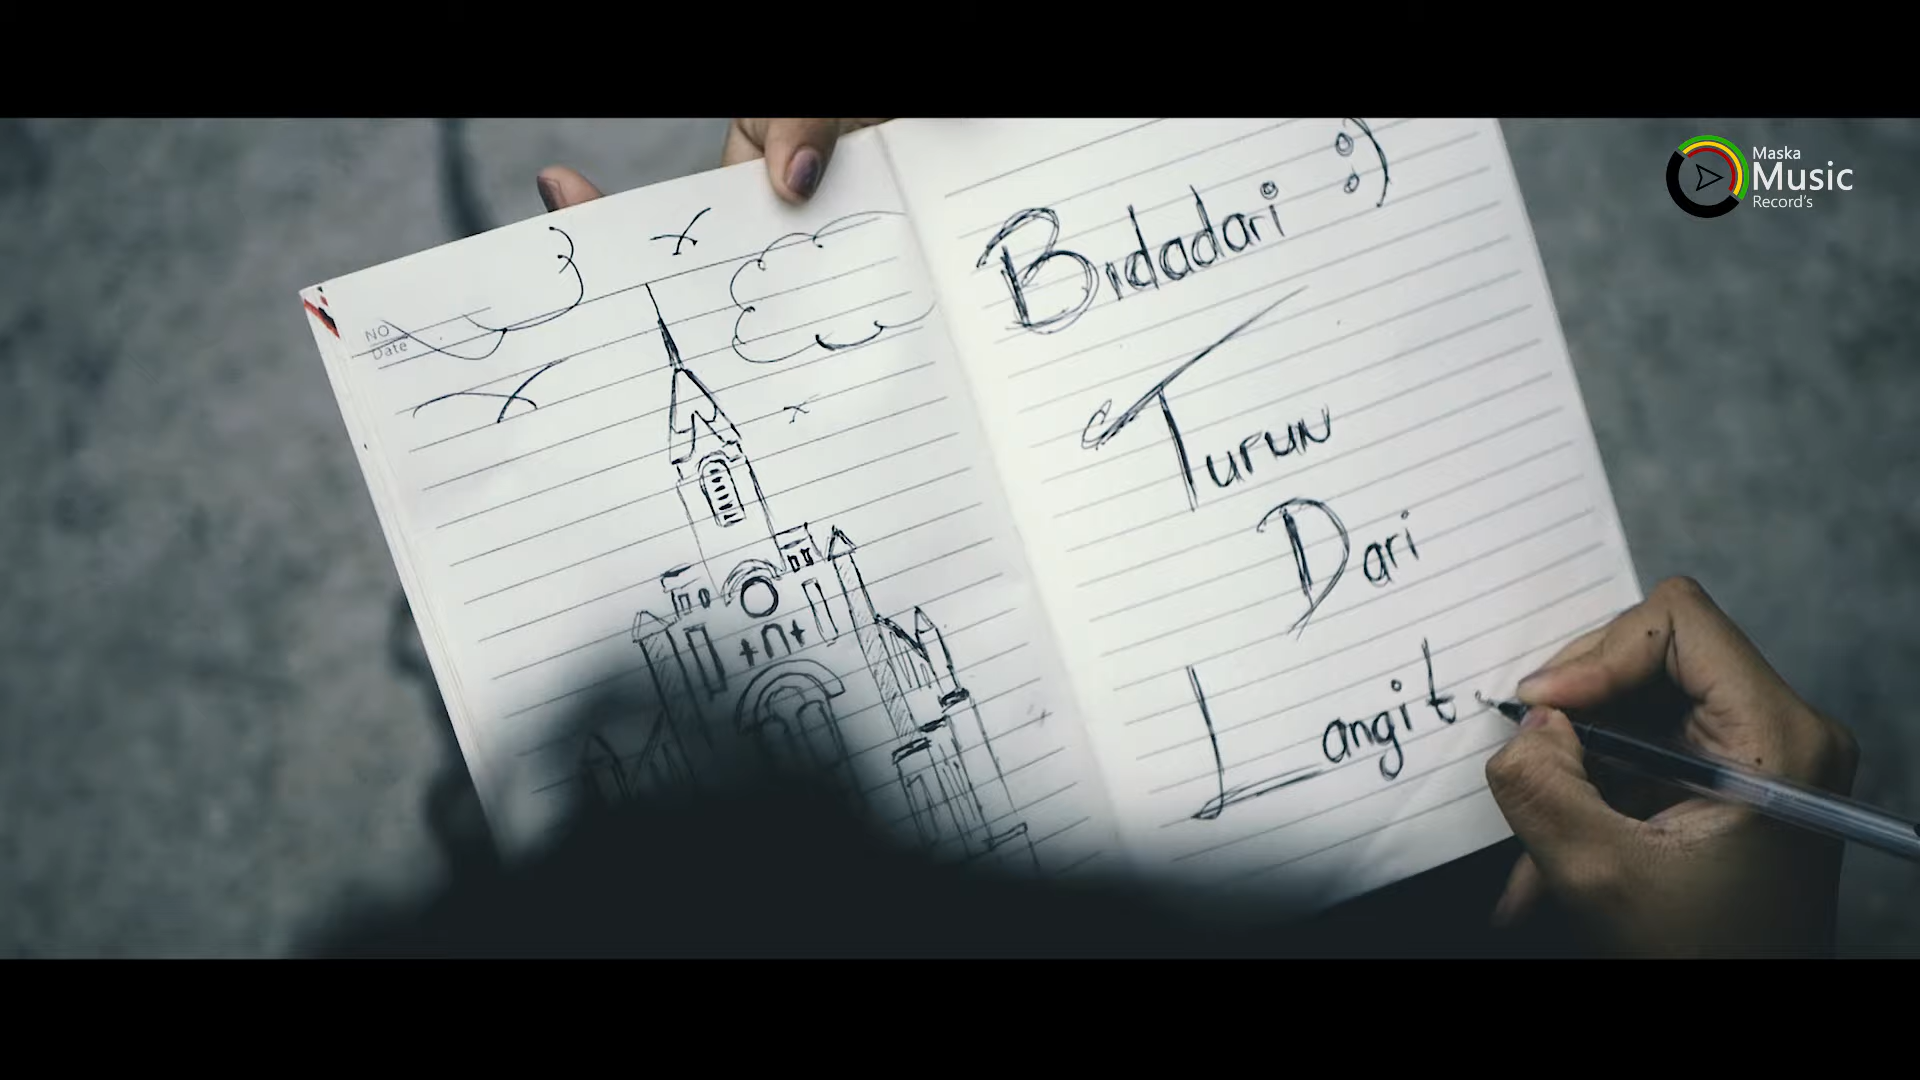 Maska
Music
Record's
NO
Date
Bidadari :)
Turun
Dari
Langit